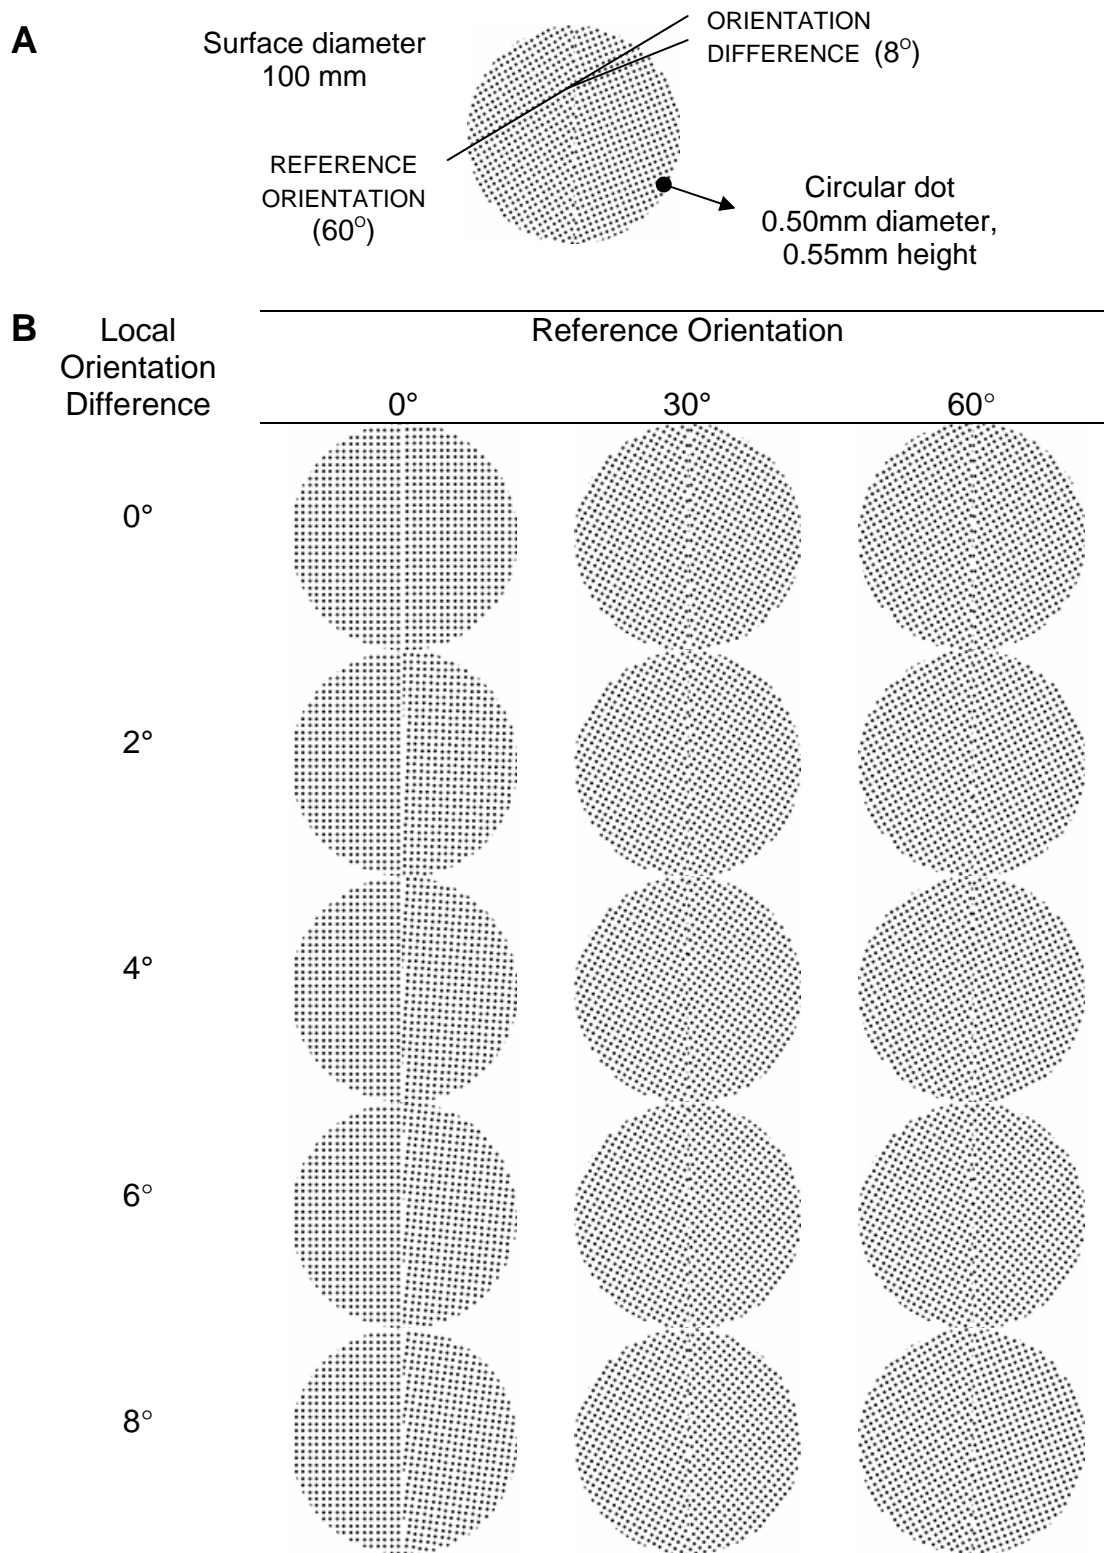 A
Surface diameter
100 mm
ORIENTATION
DIFFERENCE (8°)
REFERENCE
ORIENTATION
(60°)
Circular dot
0.50mm diameter,
0.55mm height
B
Local
Orientation
Difference
Reference Orientation
0° 30° 60°
0°
2°
4°
6°
8°